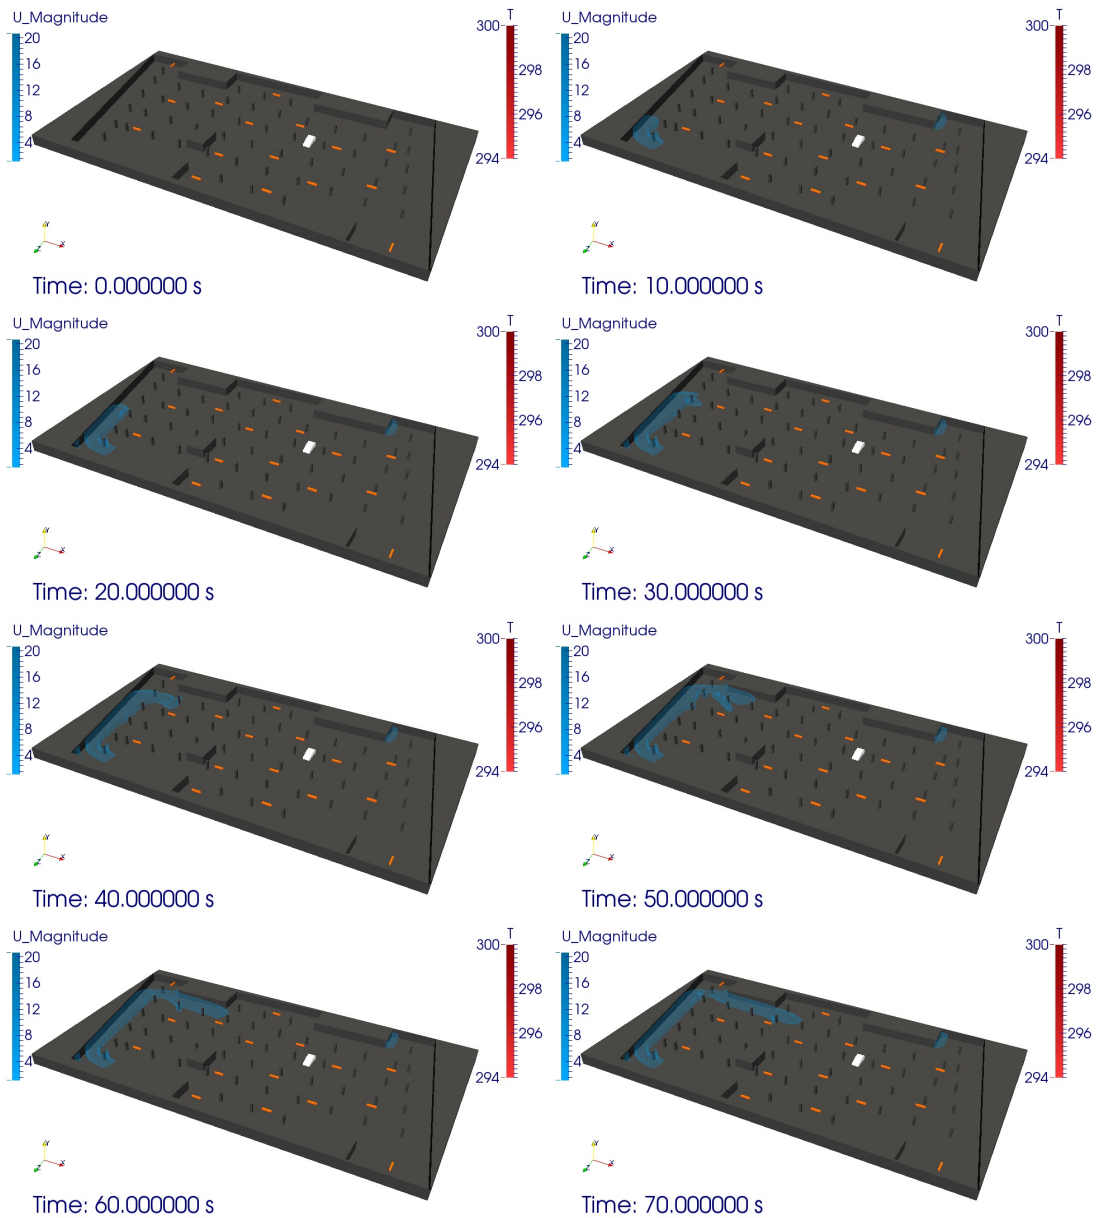 U_Magnitude
20
16
12
8
4
T
300
298
296
294
Y
X
Z
Time: 0.000000 s
U_Magnitude
20
16
12
8
4
T
300
298
296
294
Y
X
Z
Time: 10.000000 s
U_Magnitude
20
16
12
8
4
T
300
298
296
294
Y
X
Z
Time: 20.000000 s
U_Magnitude
20
16
12
8
4
T
300
298
296
294
Y
X
Z
Time: 30.000000 s
U_Magnitude
20
16
12
8
4
T
300
298
296
294
Y
X
Z
Time: 40.000000 s
U_Magnitude
20
16
12
8
4
T
300
298
296
294
Y
X
Z
Time: 50.000000 s
U_Magnitude
20
16
12
8
4
T
300
298
296
294
Y
X
Z
Time: 60.000000 s
U_Magnitude
20
16
12
8
4
T
300
298
296
294
Y
X
Z
Time: 70.000000 s